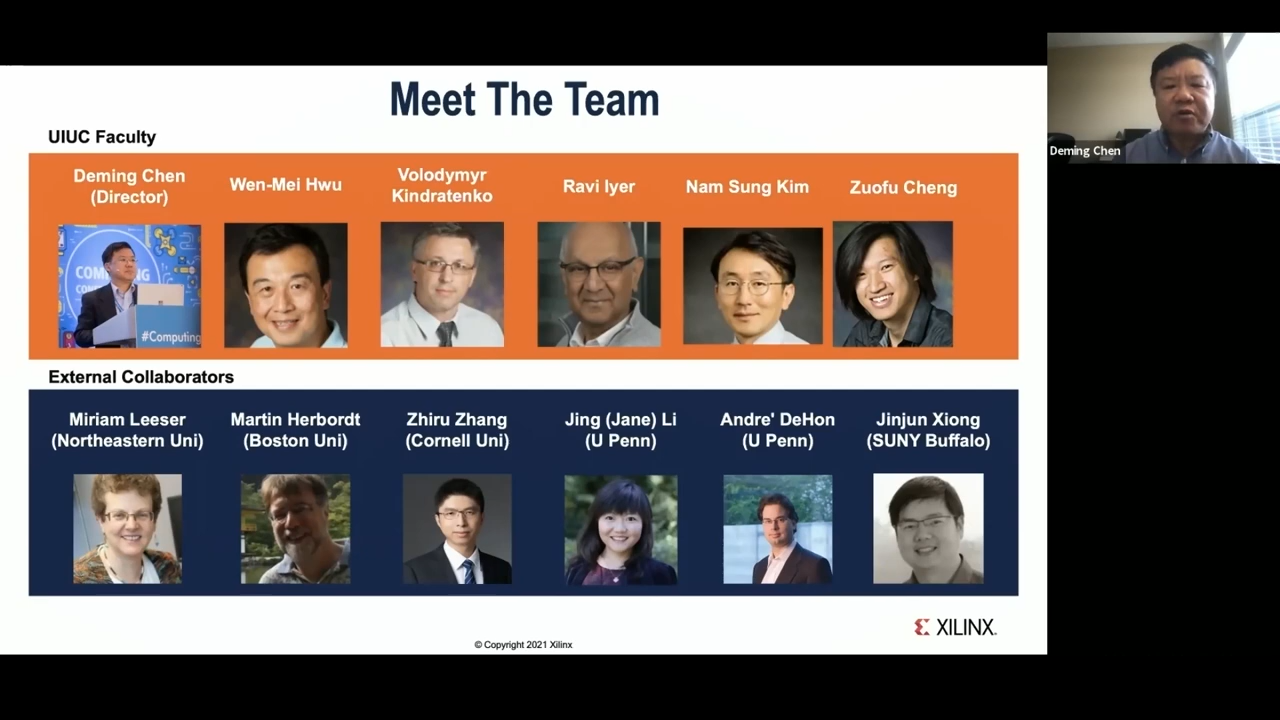 Meet The Team
UIUC Faculty
Deming Chen
(Director)
Wen-Mei Hwu
Volodymyr
Kindratenko
Ravi Iyer
Nam Sung Kim
Zuofu Cheng
#Computing
External Collaborators
Miriam Leeser
(Northeastern Uni)
Martin Herbordt
(Boston Uni)
Zhiru Zhang
(Cornell Uni)
Jing (Jane) Li
(U Penn)
Andre' DeHon
(U Penn)
Jinjun Xiong
(SUNY Buffalo)
XILINX
© Copyright 2021 Xilinx
Deming Chen